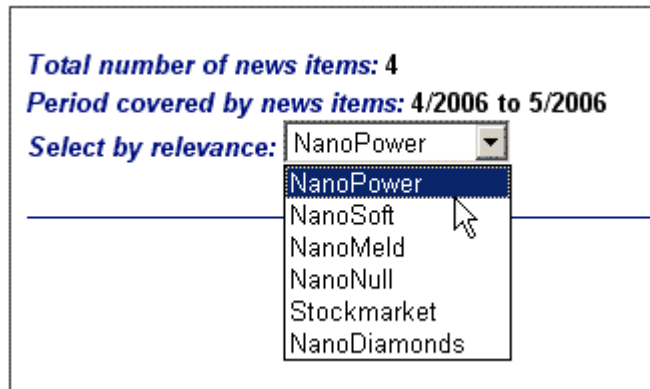 Total number of news items: 4
Period covered by news items: 4/2006 to 5/2006
Select by relevance: NanoPower
NanoPower
NanoSoft
NanoMeld
NanoNull
Stockmarket
NanoDiamonds